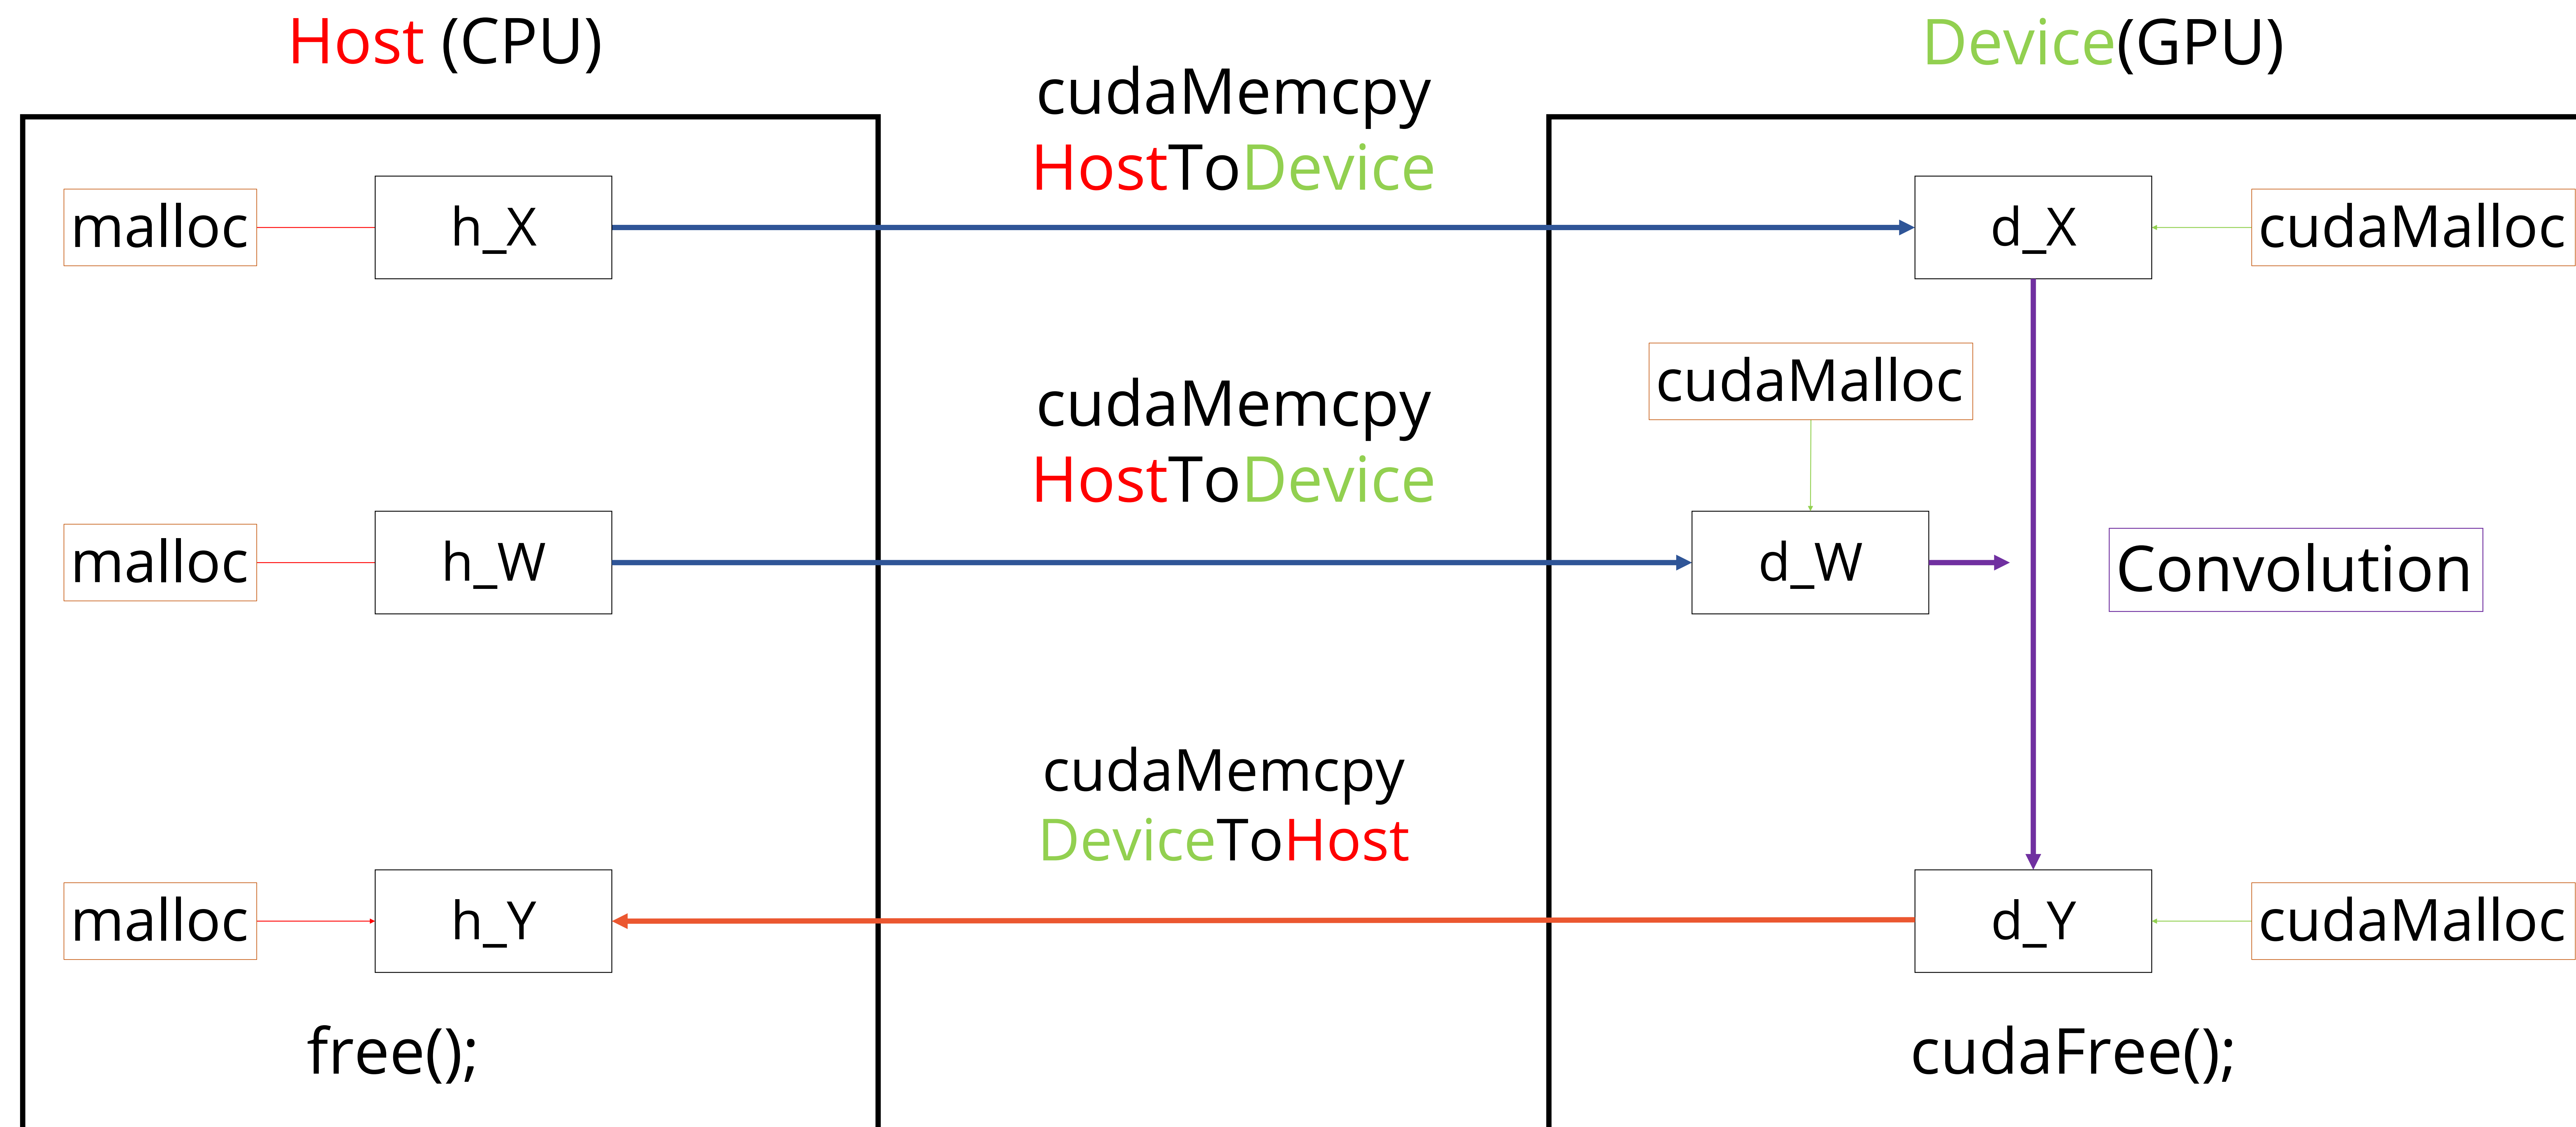 Host (CPU)
Device(GPU)
cudaMemcpy
HostToDevice
malloc
h_X
d_X
cudaMalloc
cudaMalloc
cudaMemcpy
HostToDevice
malloc
h_W
d_W
Convolution
cudaMemcpy
DeviceToHost
malloc
h_Y
d_Y
cudaMalloc
free();
cudaFree();